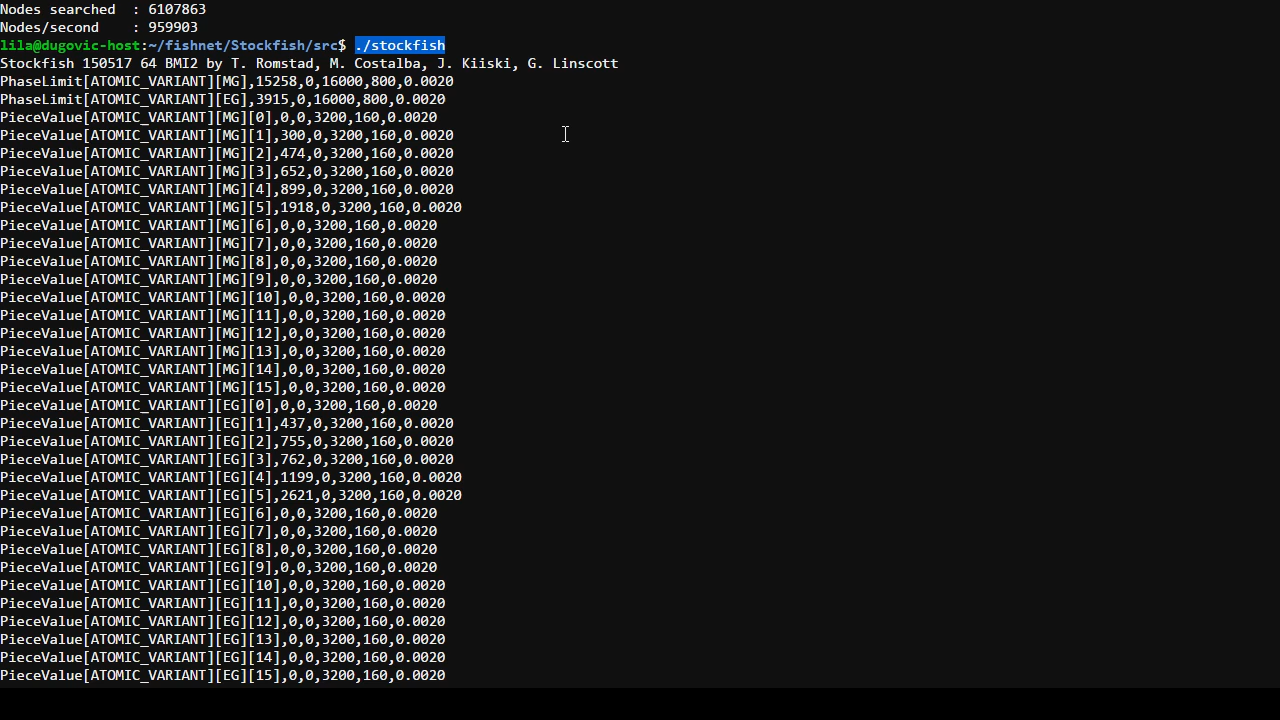 Nodes searched  : 6107863
Nodes/second    : 959903
lila@dugovic-host:~/fishnet/Stockfish/src$ ./stockfish
Stockfish 150517 64 BMI2 by T. Romstad, M. Costalba, J. Kiiski, G. Linscott
PhaseLimit[ATOMIC_VARIANT][MG],15258,0,16000,800,0.0020
PhaseLimit[ATOMIC_VARIANT][EG],3915,0,16000,800,0.0020
PieceValue[ATOMIC_VARIANT][MG][0],0,0,3200,160,0.0020
PieceValue[ATOMIC_VARIANT][MG][1],300,0,3200,160,0.0020
PieceValue[ATOMIC_VARIANT][MG][2],474,0,3200,160,0.0020
PieceValue[ATOMIC_VARIANT][MG][3],652,0,3200,160,0.0020
PieceValue[ATOMIC_VARIANT][MG][4],899,0,3200,160,0.0020
PieceValue[ATOMIC_VARIANT][MG][5],1918,0,3200,160,0.0020
PieceValue[ATOMIC_VARIANT][MG][6],0,0,3200,160,0.0020
PieceValue[ATOMIC_VARIANT][MG][7],0,0,3200,160,0.0020
PieceValue[ATOMIC_VARIANT][MG][8],0,0,3200,160,0.0020
PieceValue[ATOMIC_VARIANT][MG][9],0,0,3200,160,0.0020
PieceValue[ATOMIC_VARIANT][MG][10],0,0,3200,160,0.0020
PieceValue[ATOMIC_VARIANT][MG][11],0,0,3200,160,0.0020
PieceValue[ATOMIC_VARIANT][MG][12],0,0,3200,160,0.0020
PieceValue[ATOMIC_VARIANT][MG][13],0,0,3200,160,0.0020
PieceValue[ATOMIC_VARIANT][MG][14],0,0,3200,160,0.0020
PieceValue[ATOMIC_VARIANT][MG][15],0,0,3200,160,0.0020
PieceValue[ATOMIC_VARIANT][EG][0],0,0,3200,160,0.0020
PieceValue[ATOMIC_VARIANT][EG][1],437,0,3200,160,0.0020
PieceValue[ATOMIC_VARIANT][EG][2],755,0,3200,160,0.0020
PieceValue[ATOMIC_VARIANT][EG][3],762,0,3200,160,0.0020
PieceValue[ATOMIC_VARIANT][EG][4],1199,0,3200,160,0.0020
PieceValue[ATOMIC_VARIANT][EG][5],2621,0,3200,160,0.0020
PieceValue[ATOMIC_VARIANT][EG][6],0,0,3200,160,0.0020
PieceValue[ATOMIC_VARIANT][EG][7],0,0,3200,160,0.0020
PieceValue[ATOMIC_VARIANT][EG][8],0,0,3200,160,0.0020
PieceValue[ATOMIC_VARIANT][EG][9],0,0,3200,160,0.0020
PieceValue[ATOMIC_VARIANT][EG][10],0,0,3200,160,0.0020
PieceValue[ATOMIC_VARIANT][EG][11],0,0,3200,160,0.0020
PieceValue[ATOMIC_VARIANT][EG][12],0,0,3200,160,0.0020
PieceValue[ATOMIC_VARIANT][EG][13],0,0,3200,160,0.0020
PieceValue[ATOMIC_VARIANT][EG][14],0,0,3200,160,0.0020
PieceValue[ATOMIC_VARIANT][EG][15],0,0,3200,160,0.0020